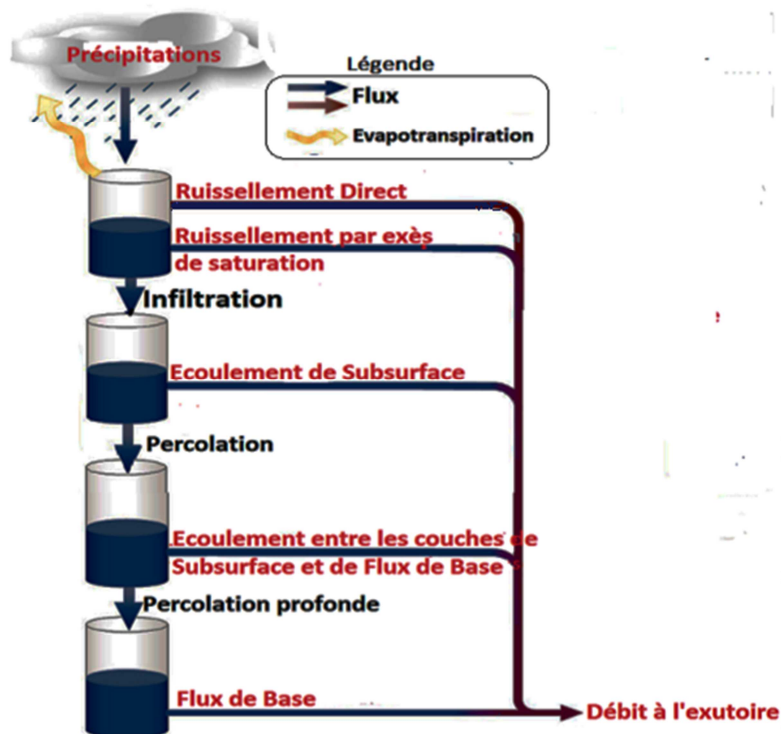 Précipitations
Légende
Flux
Evapotranspiration
Ruissellement Direct
Ruissellement par exès
de saturation
Infiltration
Ecoulement de Subsurface
Percolation
Ecoulement entre les couches de
Subsurface et de Flux de Base
Percolation profonde
Flux de Base
Débit à l'exutoire